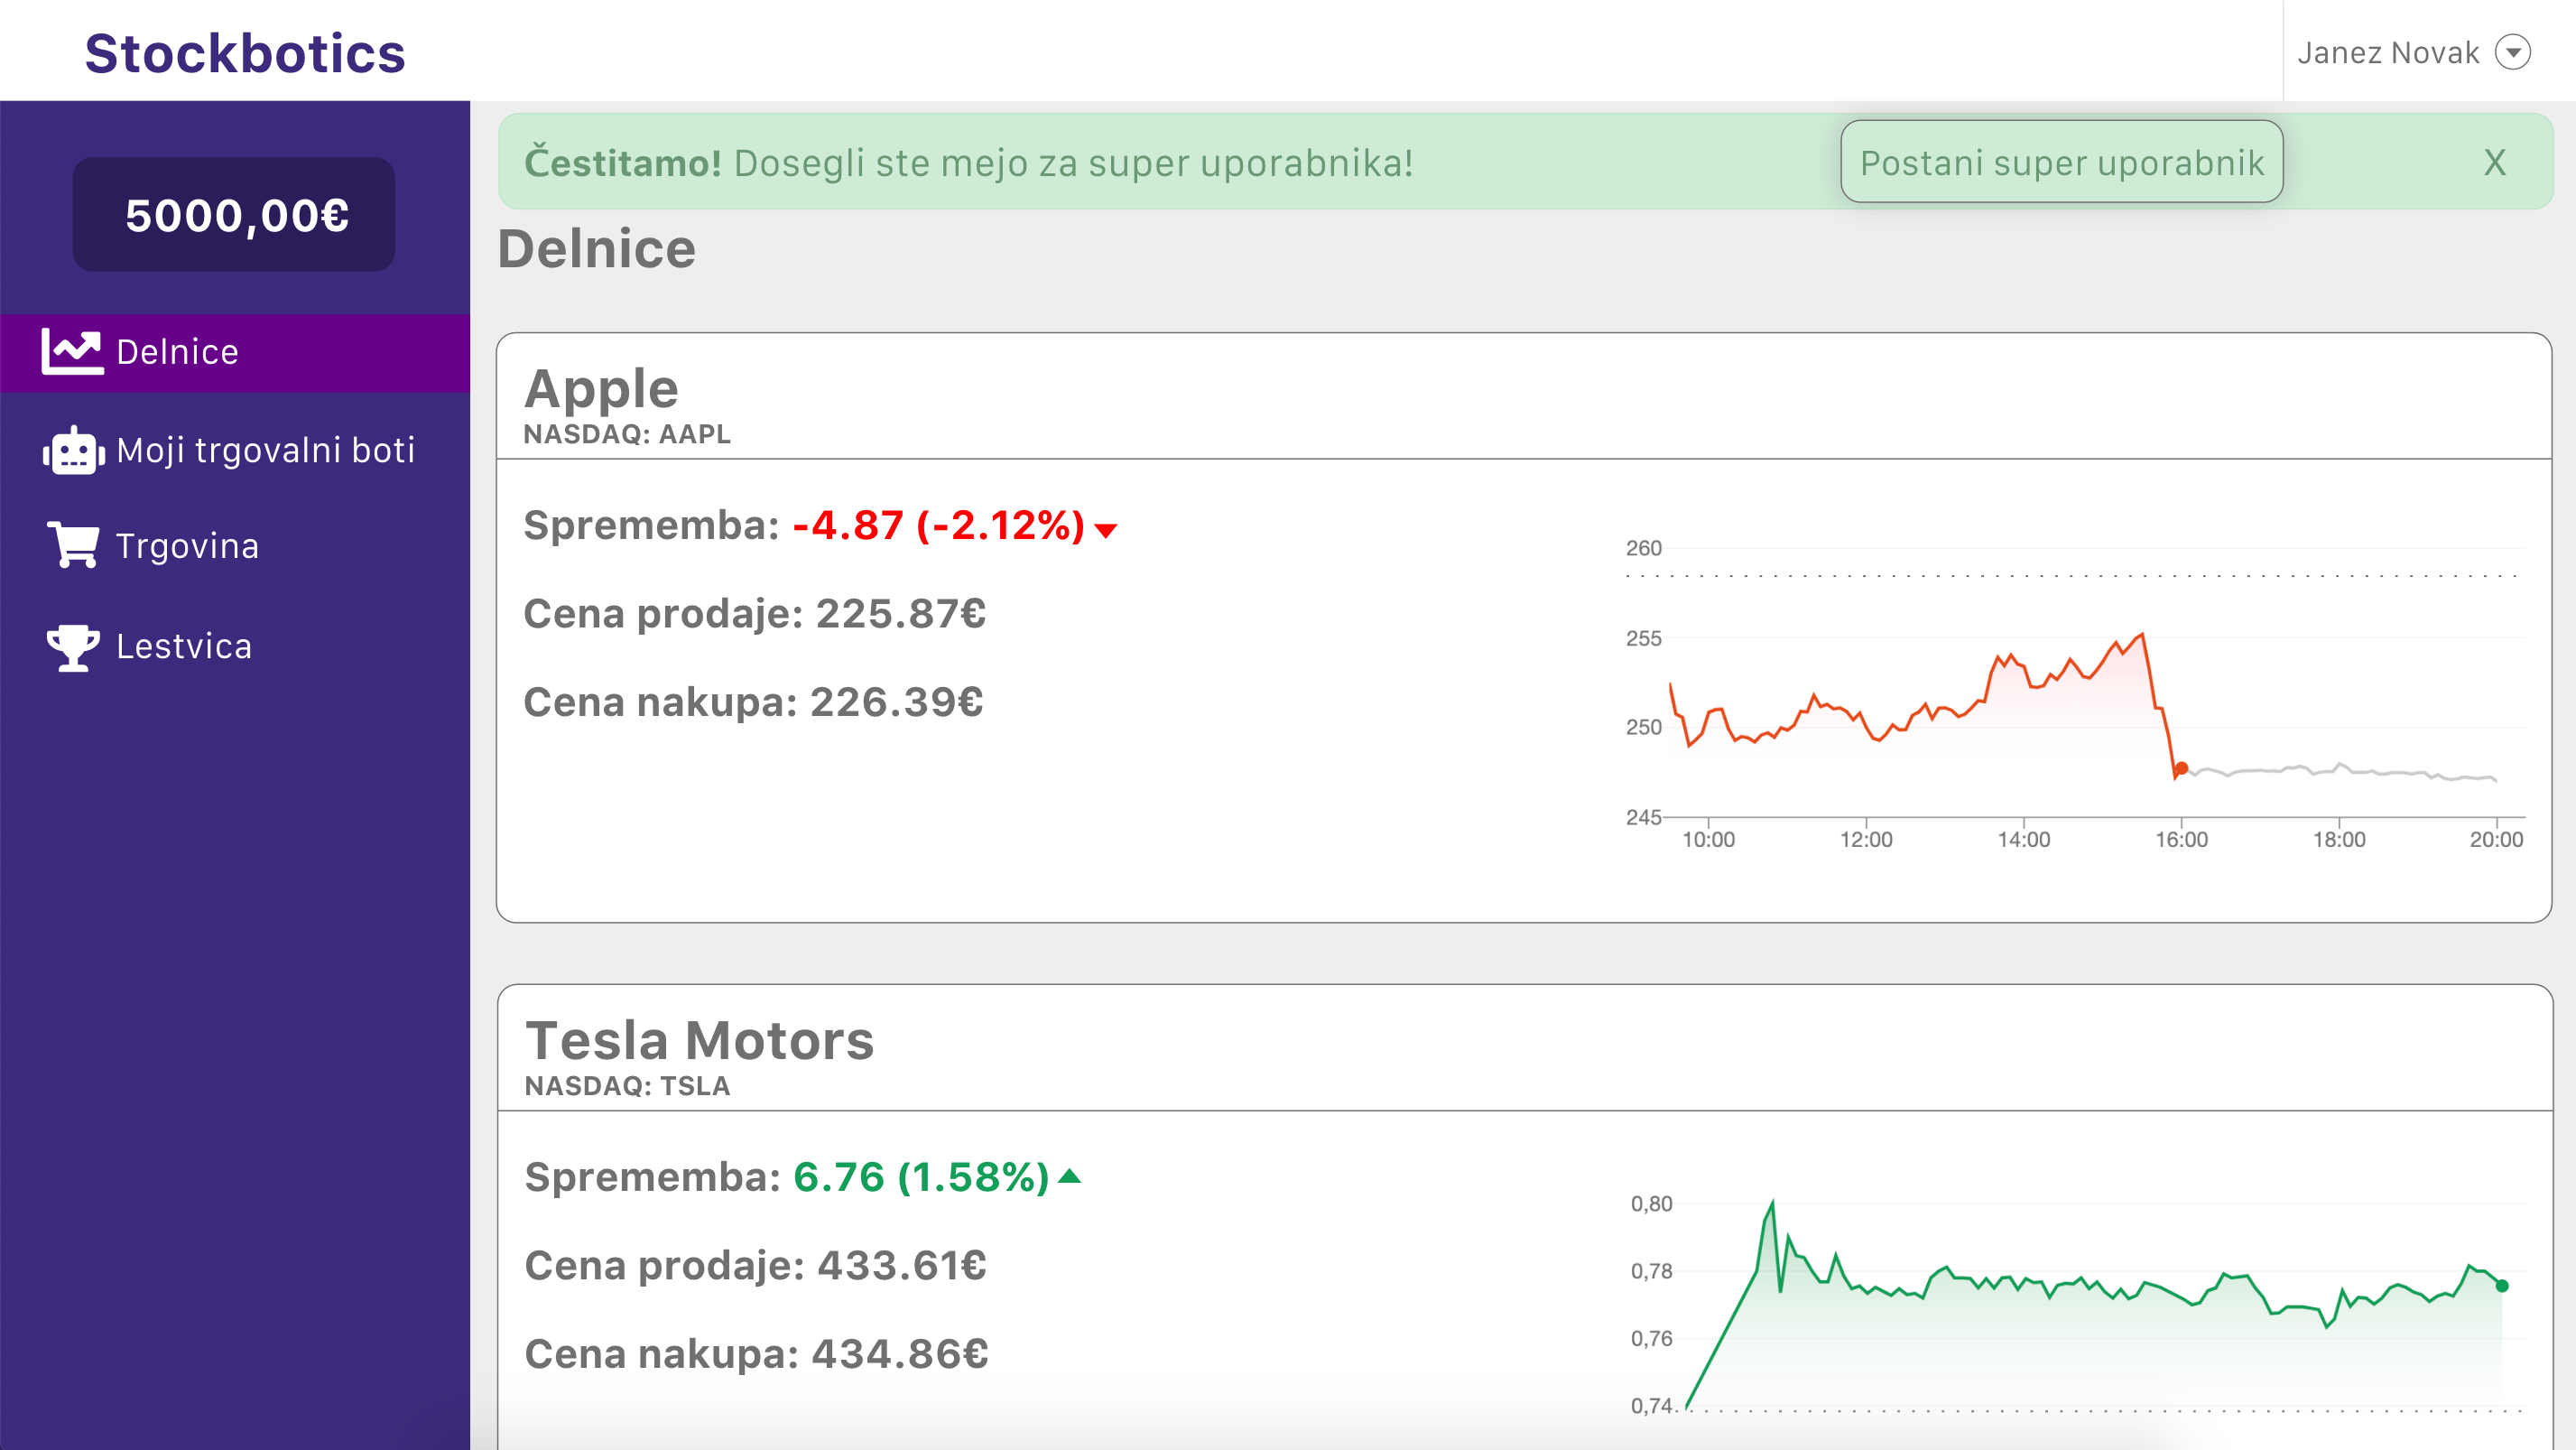 Stockbotics
Janez Novak
5000,00€
Delnice
Moji trgovalni boti
Trgovina
Lestvica
Čestitamo! Dosegli ste mejo za super uporabnika!
Postani super uporabnik
X
Delnice
Apple
NASDAQ: AAPL
Sprememba: -4.87 (-2.12%)
Cena prodaje: 225.87€
Cena nakupa: 226.39€
260
255
250
245
10:00 12:00 14:00 16:00 18:00 20:00
Tesla Motors
NASDAQ: TSLA
Sprememba: 6.76 (1.58%)
Cena prodaje: 433.61€
Cena nakupa: 434.86€
0,80
0,78
0,76
0,74